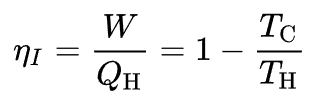 η_I = W / Q_H = 1 − T_C / T_H